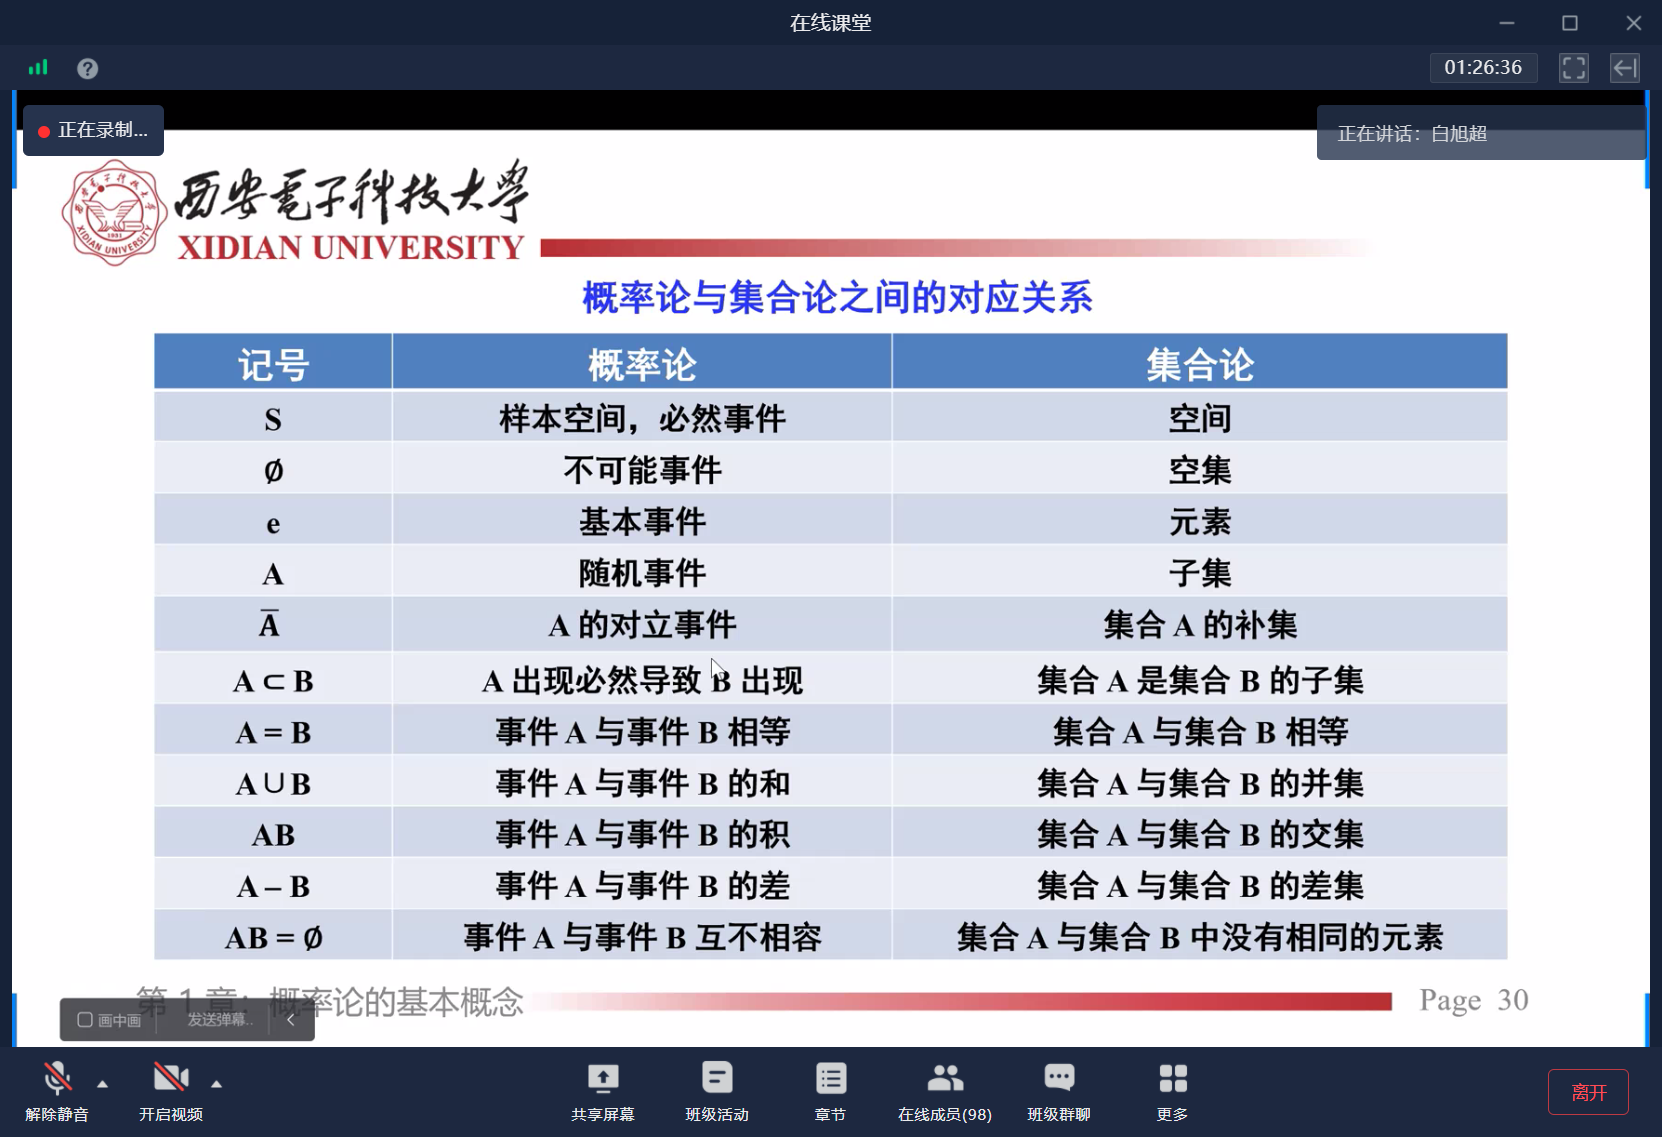 在线课堂
01:26:36
正在录制...
正在讲话：白旭超
西安電子科技大學
XIDIAN UNIVERSITY
概率论与集合论之间的对应关系
记号 概率论 集合论
S 样本空间，必然事件 空间
∅ 不可能事件 空集
e 基本事件 元素
A 随机事件 子集
A̅ A 的对立事件 集合 A 的补集
A ⊂ B A 出现必然导致 B 出现 集合 A 是集合 B 的子集
A = B 事件 A 与事件 B 相等 集合 A 与集合 B 相等
A ∪ B 事件 A 与事件 B 的和 集合 A 与集合 B 的并集
AB 事件 A 与事件 B 的积 集合 A 与集合 B 的交集
A – B 事件 A 与事件 B 的差 集合 A 与集合 B 的差集
AB = ∅ 事件 A 与事件 B 互不相容 集合 A 与集合 B 中没有相同的元素
第 1 章：概率论的基本概念 Page 30
画中画 发送弹幕..
解除静音 开启视频 共享屏幕 班级活动 章节 在线成员(98) 班级群聊 更多 离开